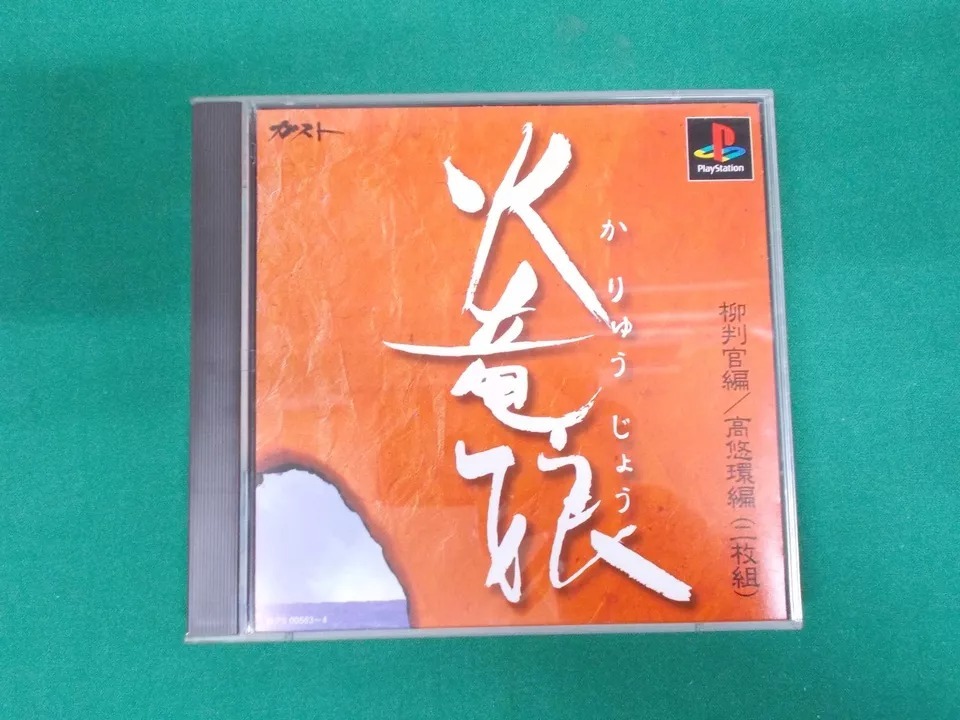 ガスト
PlayStation
火竜娘
かりゅうじょう
柳判官編/高悠環編(二枚組)